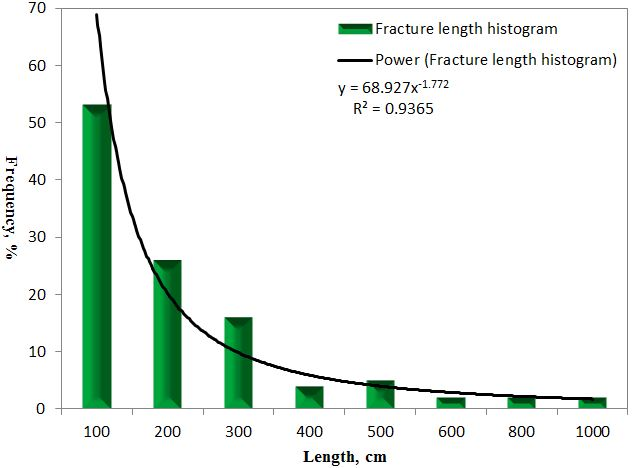 70
60
50
40
30
20
10
0
Frequency, %
Fracture length histogram
Power (Fracture length histogram)
y = 68.927x-1.772
R² = 0.9365
100 200 300 400 500 600 800 1000
Length, cm